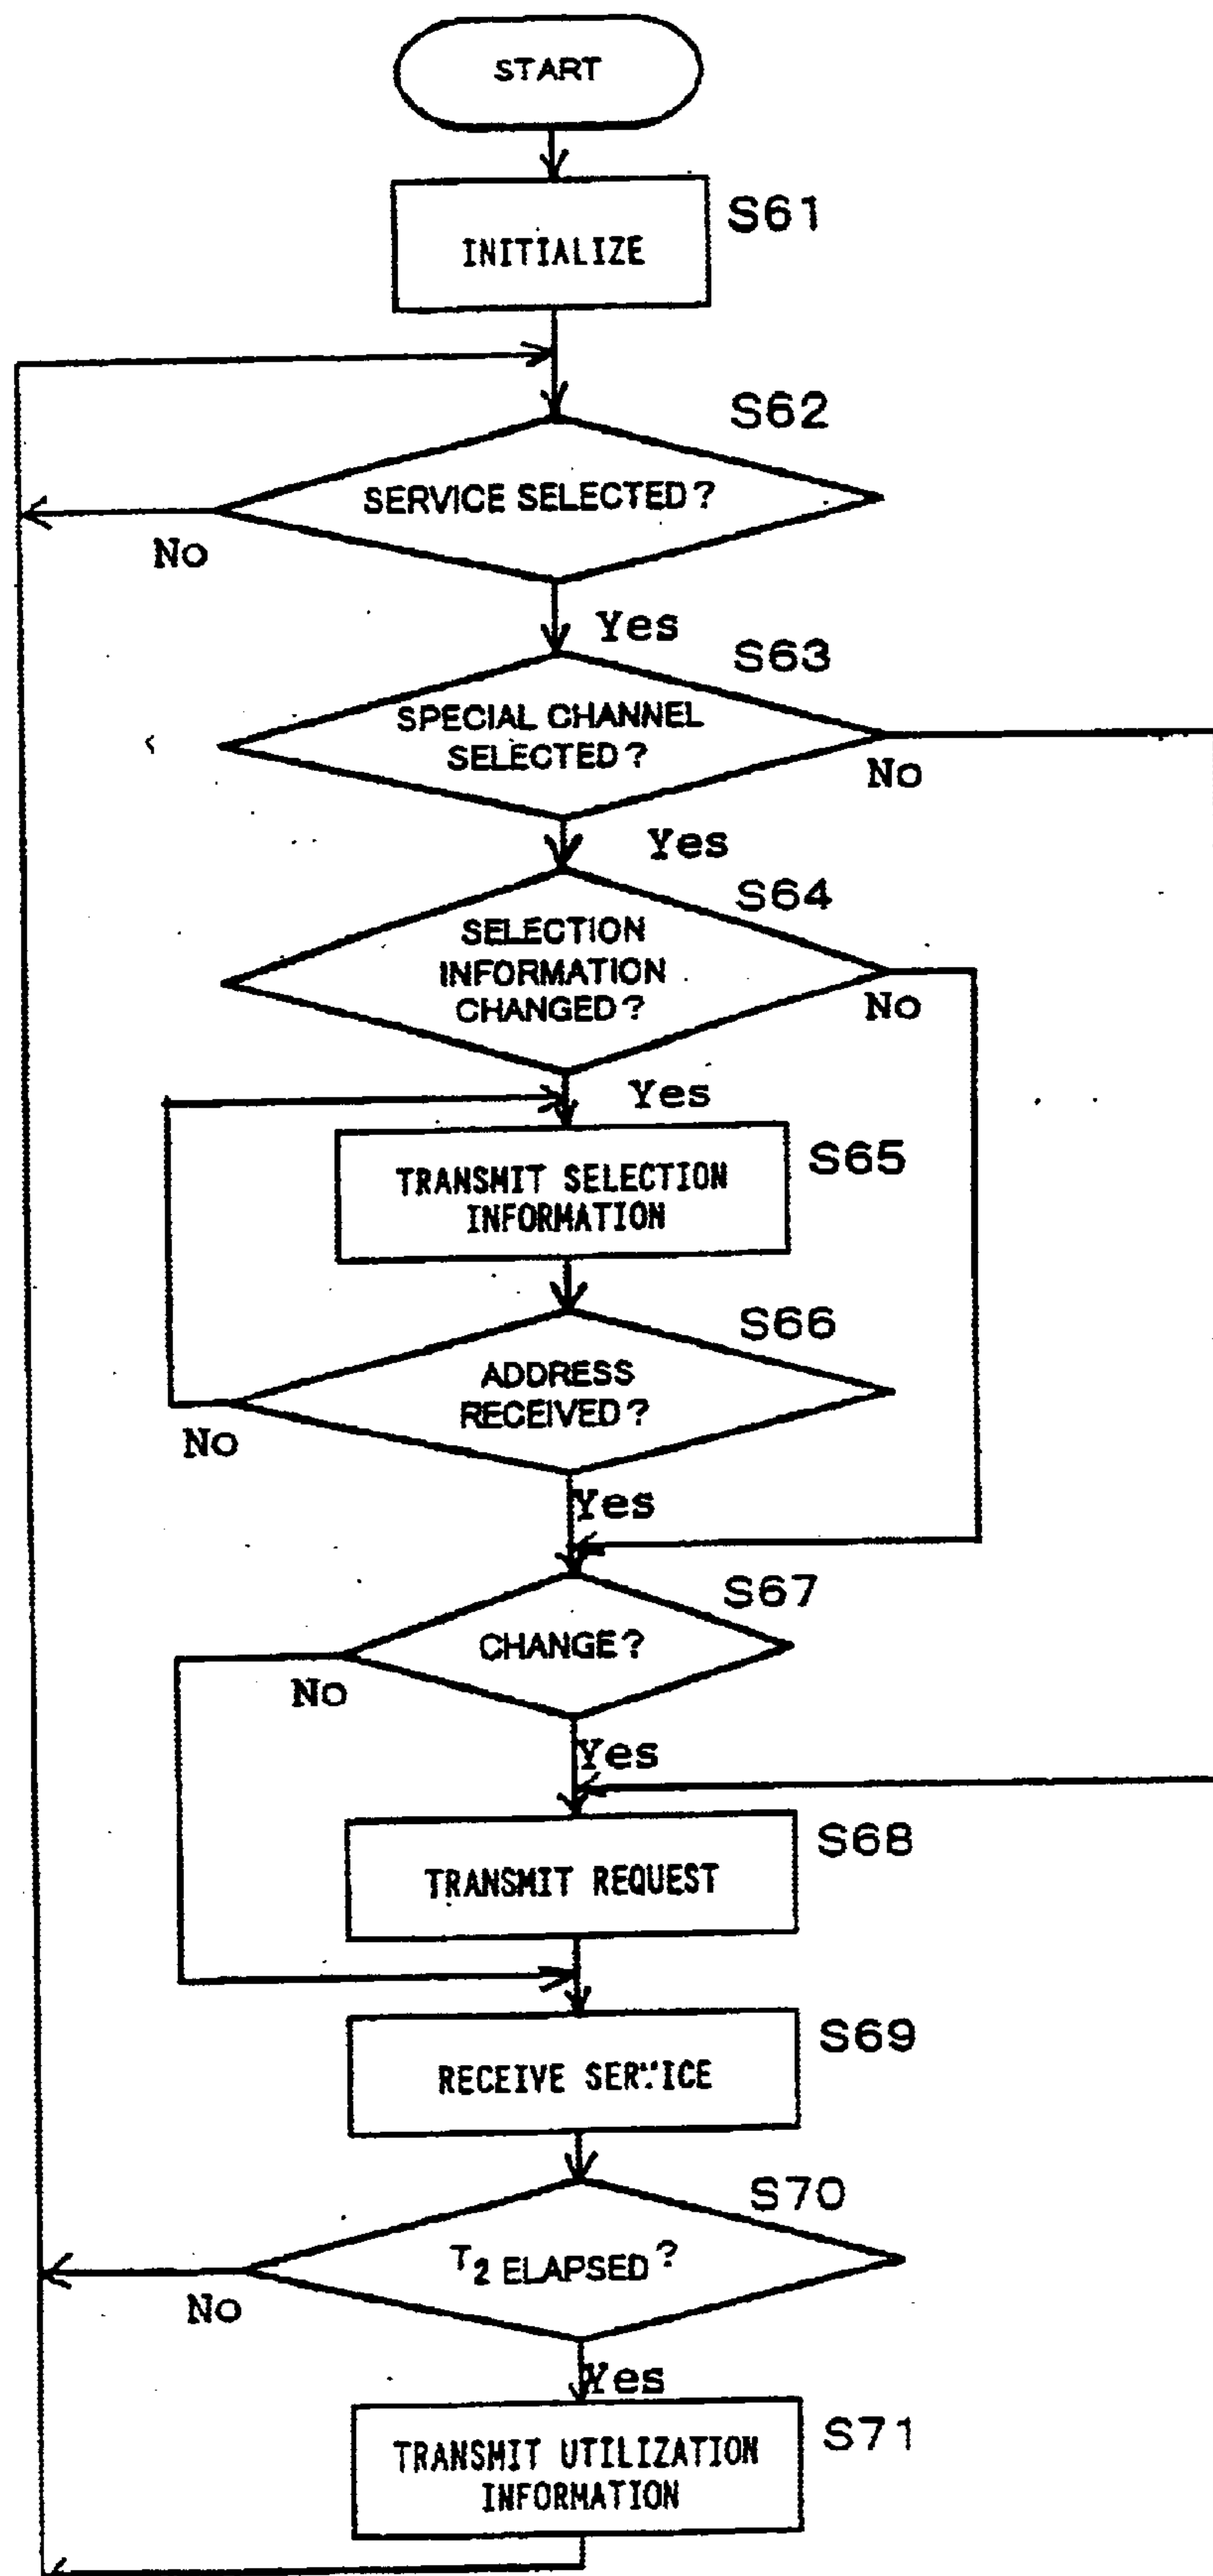 START
INITIALIZE
S61
S62
SERVICE SELECTED?
No
Yes
S63
SPECIAL CHANNEL
SELECTED?
No
Yes
S64
SELECTION
INFORMATION
CHANGED?
No
Yes
TRANSMIT SELECTION
INFORMATION
S65
S66
ADDRESS
RECEIVED?
No
Yes
S67
CHANGE?
No
Yes
TRANSMIT REQUEST
S68
RECEIVE SERVICE
S69
S70
T2 ELAPSED?
No
Yes
TRANSMIT UTILIZATION
INFORMATION
S71